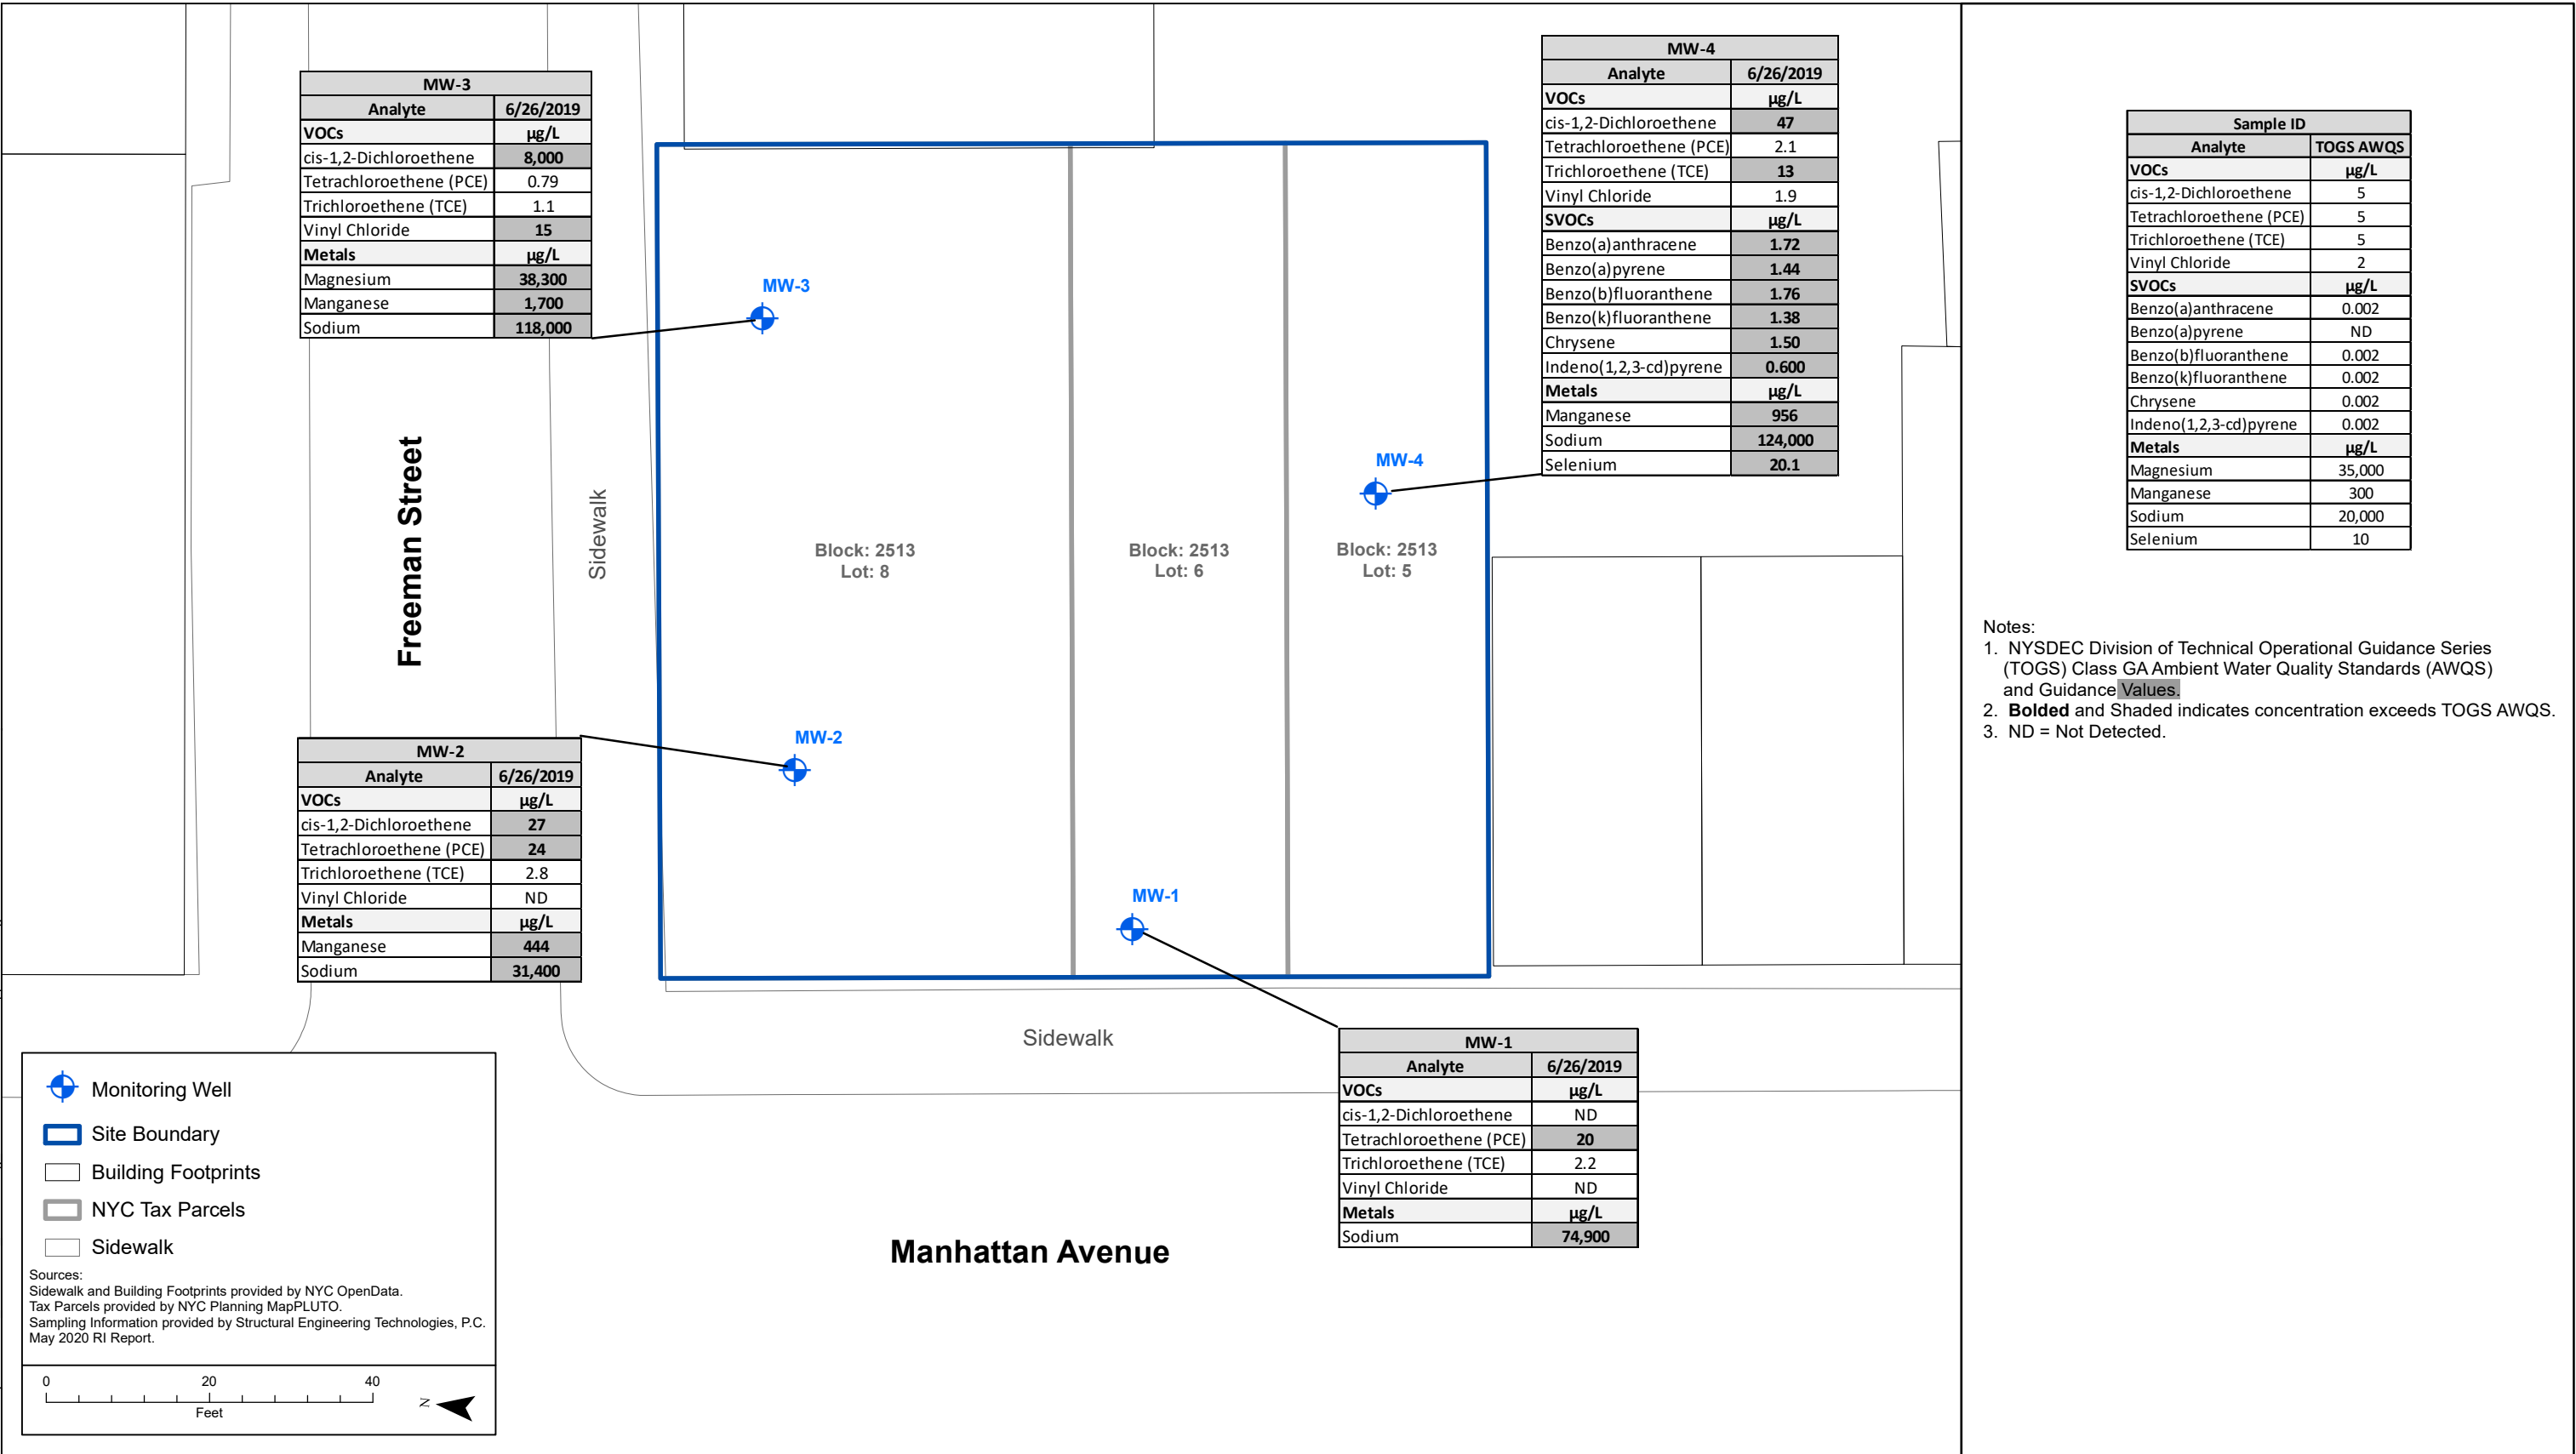 MW-3
Analyte 6/26/2019
VOCs µg/L
cis-1,2-Dichloroethene 8,000
Tetrachloroethene (PCE) 0.79
Trichloroethene (TCE) 1.1
Vinyl Chloride 15
Metals µg/L
Magnesium 38,300
Manganese 1,700
Sodium 118,000
MW-4
Analyte 6/26/2019
VOCs µg/L
cis-1,2-Dichloroethene 47
Tetrachloroethene (PCE) 2.1
Trichloroethene (TCE) 13
Vinyl Chloride 1.9
SVOCs µg/L
Benzo(a)anthracene 1.72
Benzo(a)pyrene 1.44
Benzo(b)fluoranthene 1.76
Benzo(k)fluoranthene 1.38
Chrysene 1.50
Indeno(1,2,3-cd)pyrene 0.600
Metals µg/L
Manganese 956
Sodium 124,000
Selenium 20.1
Sample ID
Analyte TOGS AWQS
VOCs µg/L
cis-1,2-Dichloroethene 5
Tetrachloroethene (PCE) 5
Trichloroethene (TCE) 5
Vinyl Chloride 2
SVOCs µg/L
Benzo(a)anthracene 0.002
Benzo(a)pyrene ND
Benzo(b)fluoranthene 0.002
Benzo(k)fluoranthene 0.002
Chrysene 0.002
Indeno(1,2,3-cd)pyrene 0.002
Metals µg/L
Magnesium 35,000
Manganese 300
Sodium 20,000
Selenium 10
Notes:
1. NYSDEC Division of Technical Operational Guidance Series
(TOGS) Class GA Ambient Water Quality Standards (AWQS)
and Guidance Values.
2. Bolded and Shaded indicates concentration exceeds TOGS AWQS.
3. ND = Not Detected.
MW-3
MW-4
Freeman Street
Sidewalk
Block: 2513
Lot: 8
Block: 2513
Lot: 6
Block: 2513
Lot: 5
MW-2
MW-1
MW-2
Analyte 6/26/2019
VOCs µg/L
cis-1,2-Dichloroethene 27
Tetrachloroethene (PCE) 24
Trichloroethene (TCE) 2.8
Vinyl Chloride ND
Metals µg/L
Manganese 444
Sodium 31,400
Sidewalk
MW-1
Analyte 6/26/2019
VOCs µg/L
cis-1,2-Dichloroethene ND
Tetrachloroethene (PCE) 20
Trichloroethene (TCE) 2.2
Vinyl Chloride ND
Metals µg/L
Sodium 74,900
Manhattan Avenue
Monitoring Well
Site Boundary
Building Footprints
NYC Tax Parcels
Sidewalk
Sources:
Sidewalk and Building Footprints provided by NYC OpenData.
Tax Parcels provided by NYC Planning MapPLUTO.
Sampling Information provided by Structural Engineering Technologies, P.C.
May 2020 RI Report.
0 20 40
Feet
N